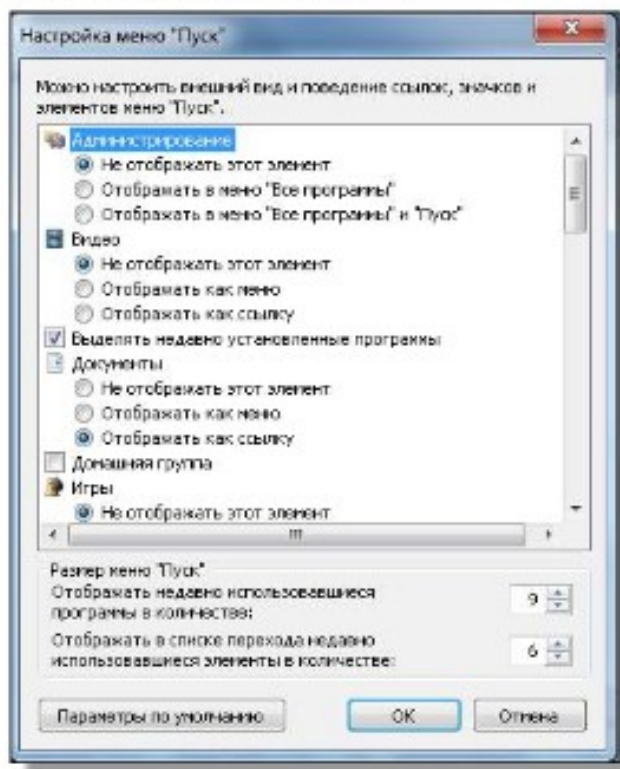 Настройка меню "Пуск"
Можно настроить внешний вид и поведение ссылок, значков и
элементов меню "Пуск".
Администрирование
Не отображать этот элемент
Отображать в меню "Все программы"
Отображать в меню "Все программы" и "Пуск"
Видео
Не отображать этот элемент
Отображать как меню
Отображать как ссылку
Выделять недавно установленные программы
Документы
Не отображать этот элемент
Отображать как меню
Отображать как ссылку
Домашняя группа
Игры
Не отображать этот элемент
Размер меню "Пуск"
Отображать недавно использовавшиеся
программы в количестве:
9
Отображать в списке перехода недавно
использовавшиеся элементы в количестве:
6
Параметры по умолчанию
OK
Отмена